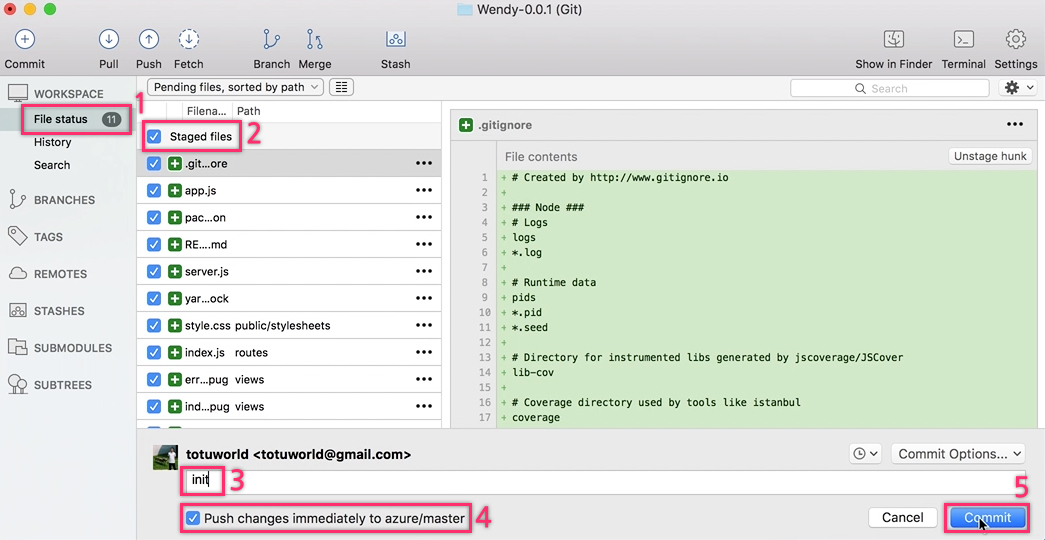 Wendy-0.0.1 (Git)
Commit Pull Push Fetch Branch Merge Stash Show in Finder Terminal Settings
WORKSPACE
1
File status 11
History
Search
BRANCHES
TAGS
REMOTES
STASHES
SUBMODULES
SUBTREES
Pending files, sorted by path
Search
Filena... Path
Staged files 2
.git...ore
app.js
pac...on
RE....md
server.js
yar...ock
style.css public/stylesheets
index.js routes
err...pug views
ind...pug views
.gitignore
File contents Unstage hunk
1 + # Created by http://www.gitignore.io
2 +
3 + ### Node ###
4 + # Logs
5 + logs
6 + *.log
7 +
8 + # Runtime data
9 + pids
10 + *.pid
11 + *.seed
12 +
13 + # Directory for instrumented libs generated by jscoverage/JSCover
14 + lib-cov
15 +
16 + # Coverage directory used by tools like istanbul
17 + coverage
totuworld <totuworld@gmail.com>
Commit Options...
init 3
Push changes immediately to azure/master 4
5
Cancel Commit